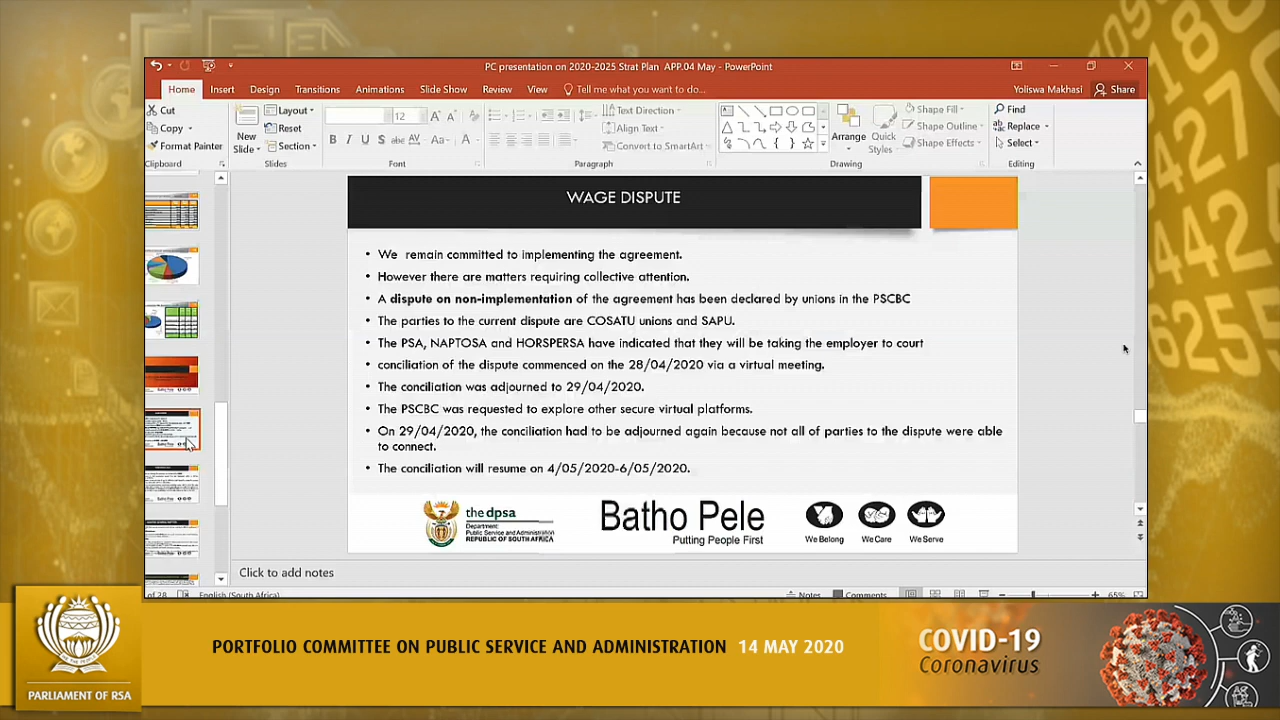 PC presentation on 2020-2025 Strat Plan APP.04 May - PowerPoint
Home Insert Design Transitions Animations Slide Show Review View Tell me what you want to do... Yoliswa Makhasi Share
Cut
Copy
Format Painter
Clipboard
New
Slide
Layout
Reset
Section
Slides
12
B I U S abc AV Aa A
Font
Text Direction
Align Text
Convert to SmartArt
Paragraph
Arrange
Quick
Styles
Shape Fill
Shape Outline
Shape Effects
Drawing
Find
Replace
Select
Editing
WAGE DISPUTE
• We remain committed to implementing the agreement.
• However there are matters requiring collective attention.
• A dispute on non-implementation of the agreement has been declared by unions in the PSCBC
• The parties to the current dispute are COSATU unions and SAPU.
• The PSA, NAPTOSA and HORSPERSA have indicated that they will be taking the employer to court
• conciliation of the dispute commenced on the 28/04/2020 via a virtual meeting.
• The conciliation was adjourned to 29/04/2020.
• The PSCBC was requested to explore other secure virtual platforms.
• On 29/04/2020, the conciliation had to be adjourned again because not all of parties to the dispute were able
to connect.
• The conciliation will resume on 4/05/2020-6/05/2020.
the dpsa
Department:
Public Service and Administration
REPUBLIC OF SOUTH AFRICA
Batho Pele
Putting People First
We Belong We Care We Serve
Click to add notes
of 28 English (South Africa) Notes Comments 65%
PARLIAMENT OF RSA
PORTFOLIO COMMITTEE ON PUBLIC SERVICE AND ADMINISTRATION 14 MAY 2020
COVID-19
Coronavirus